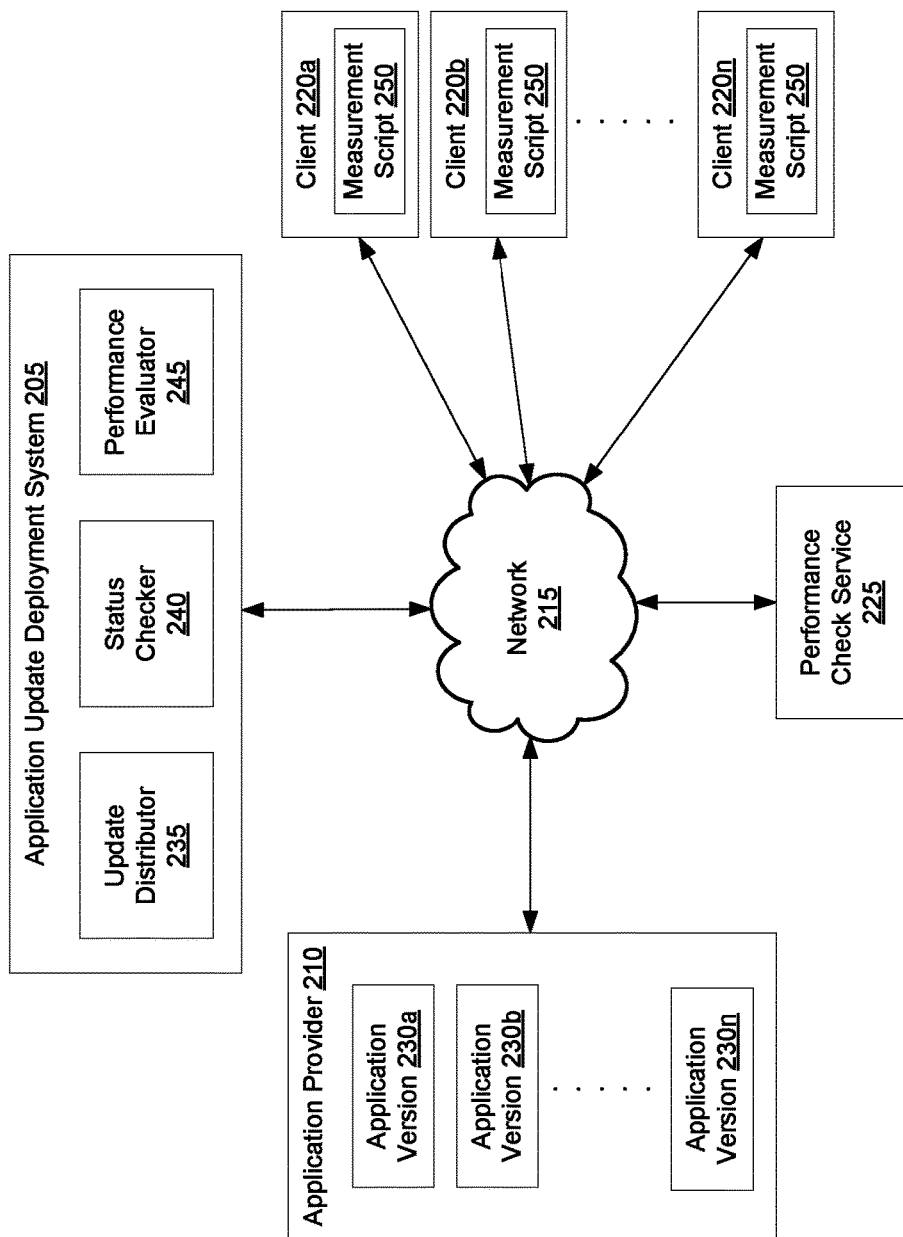 Application Update Deployment System 205
Update
Distributor
235
Status
Checker
240
Performance
Evaluator
245
Application Provider 210
Application
Version 230a
Application
Version 230b
. . . . .
Application
Version 230n
Network
215
Client 220a
Measurement
Script 250
Client 220b
Measurement
Script 250
. . . . .
Client 220n
Measurement
Script 250
Performance
Check Service
225